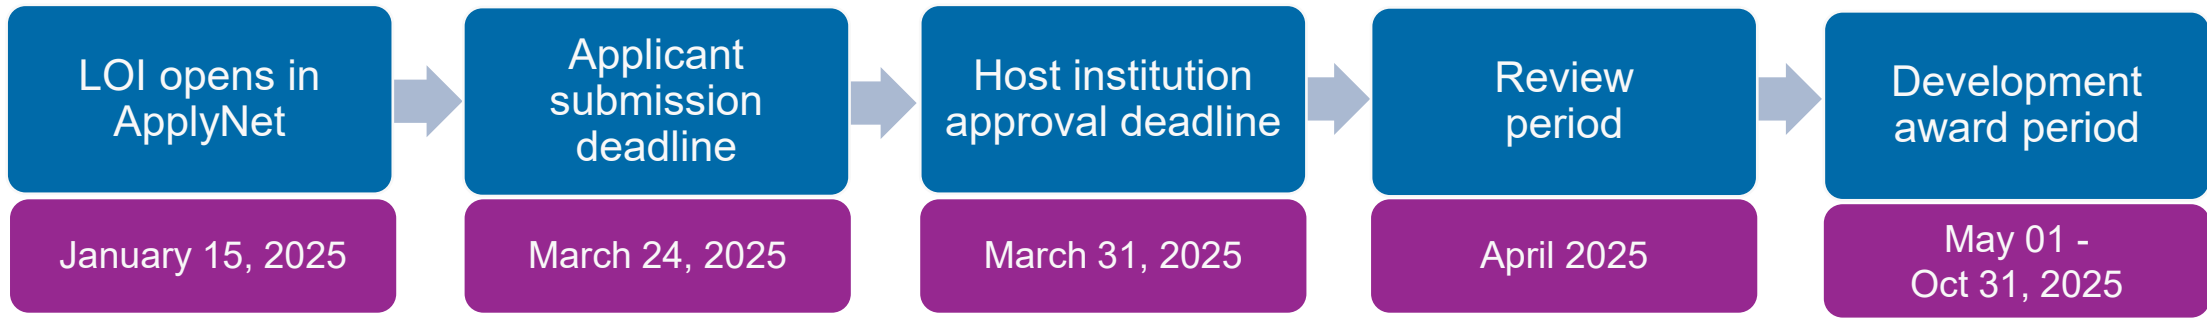 LOI opens in
ApplyNet
January 15, 2025
Applicant
submission
deadline
March 24, 2025
Host institution
approval deadline
March 31, 2025
Review
period
April 2025
Development
award period
May 01 -
Oct 31, 2025